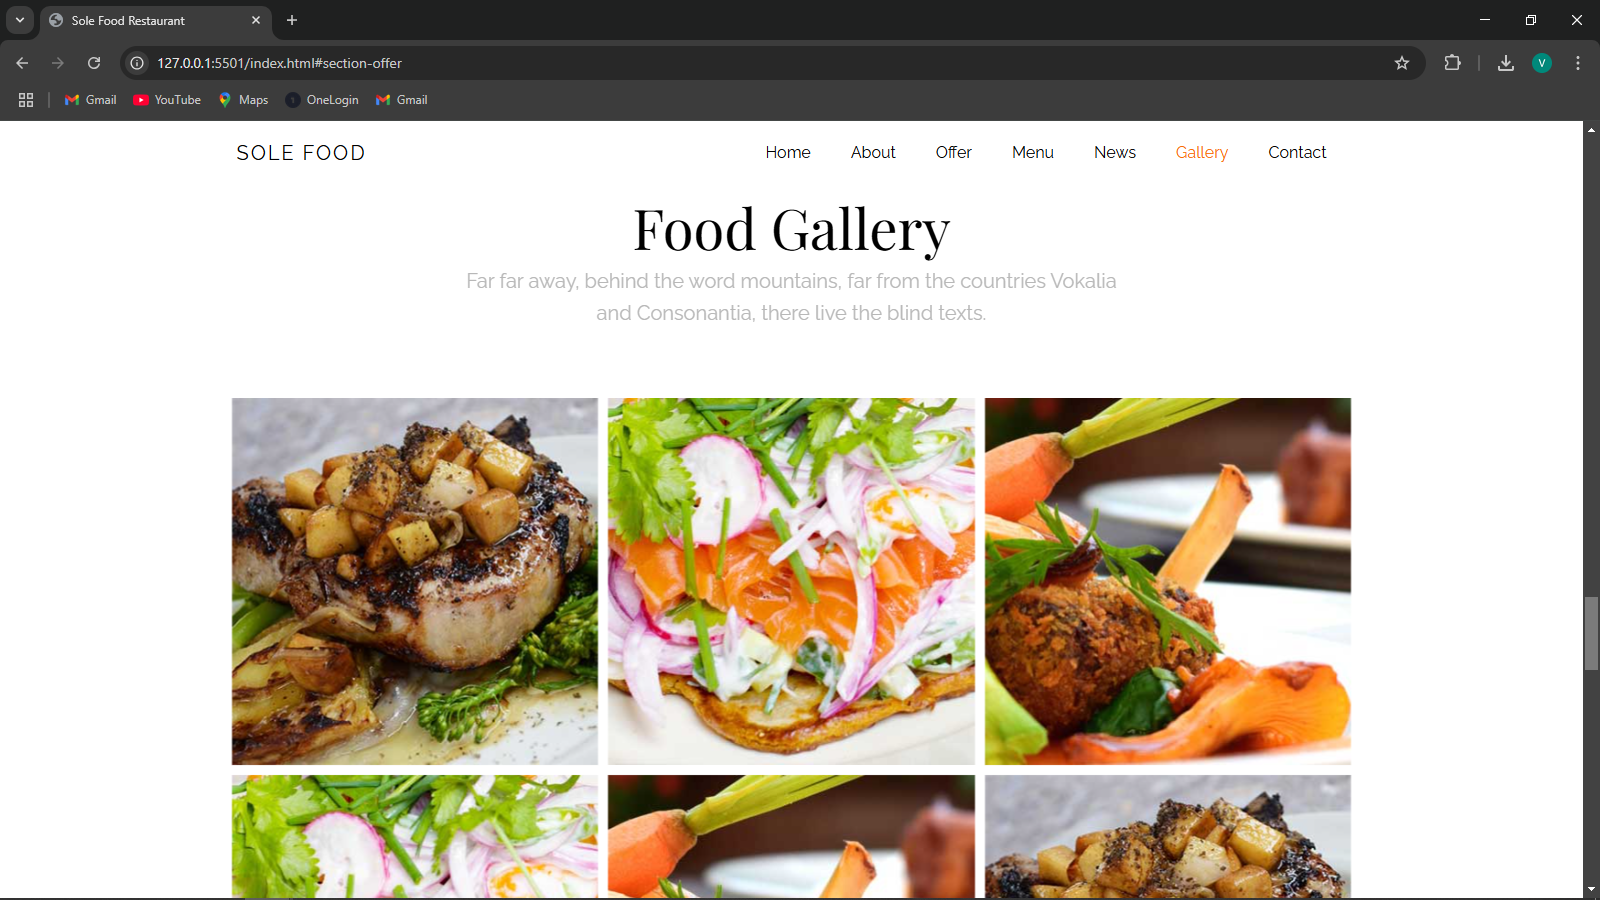 Sole Food Restaurant
127.0.0.1:5501/index.html#section-offer
V
Gmail
YouTube
Maps
OneLogin
Gmail
SOLE FOOD
Home About Offer Menu News Gallery Contact
Food Gallery
Far far away, behind the word mountains, far from the countries Vokalia
and Consonantia, there live the blind texts.